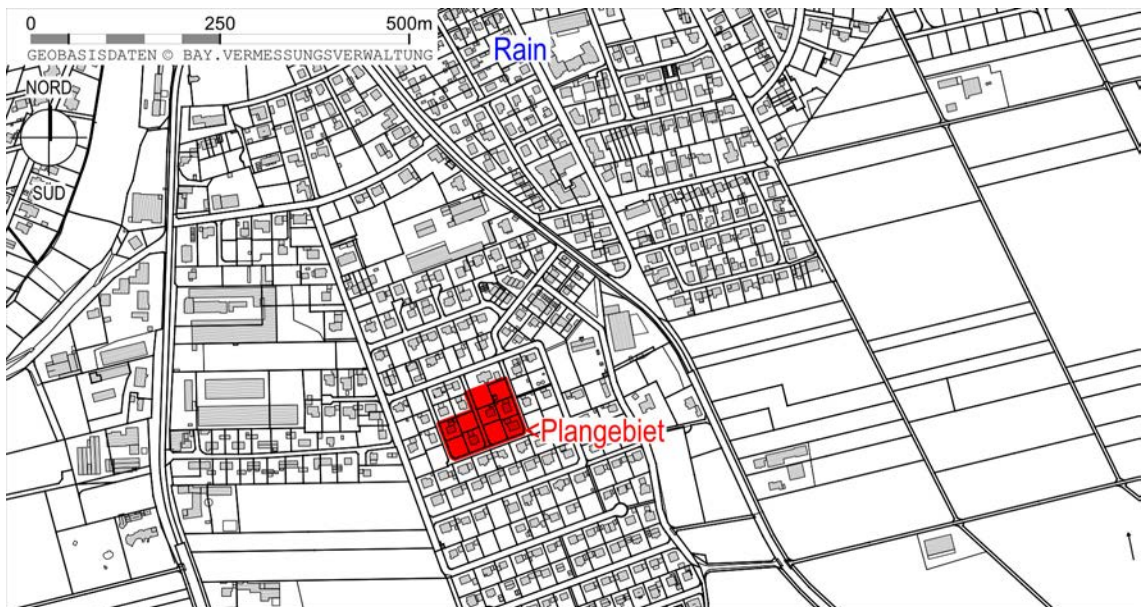 0 250 500m
GEOBASISDATEN © BAY.VERMESSUNGSVERWALTUNG
Rain
NORD
SÜD
<Plangebiet